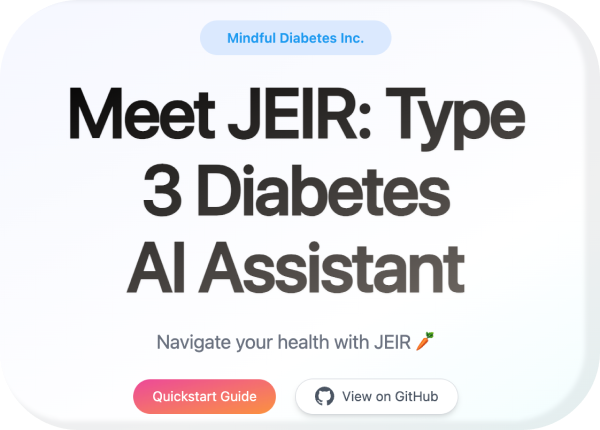 Mindful Diabetes Inc.
Meet JEIR: Type
3 Diabetes
AI Assistant
Navigate your health with JEIR 🥕
Quickstart Guide
View on GitHub